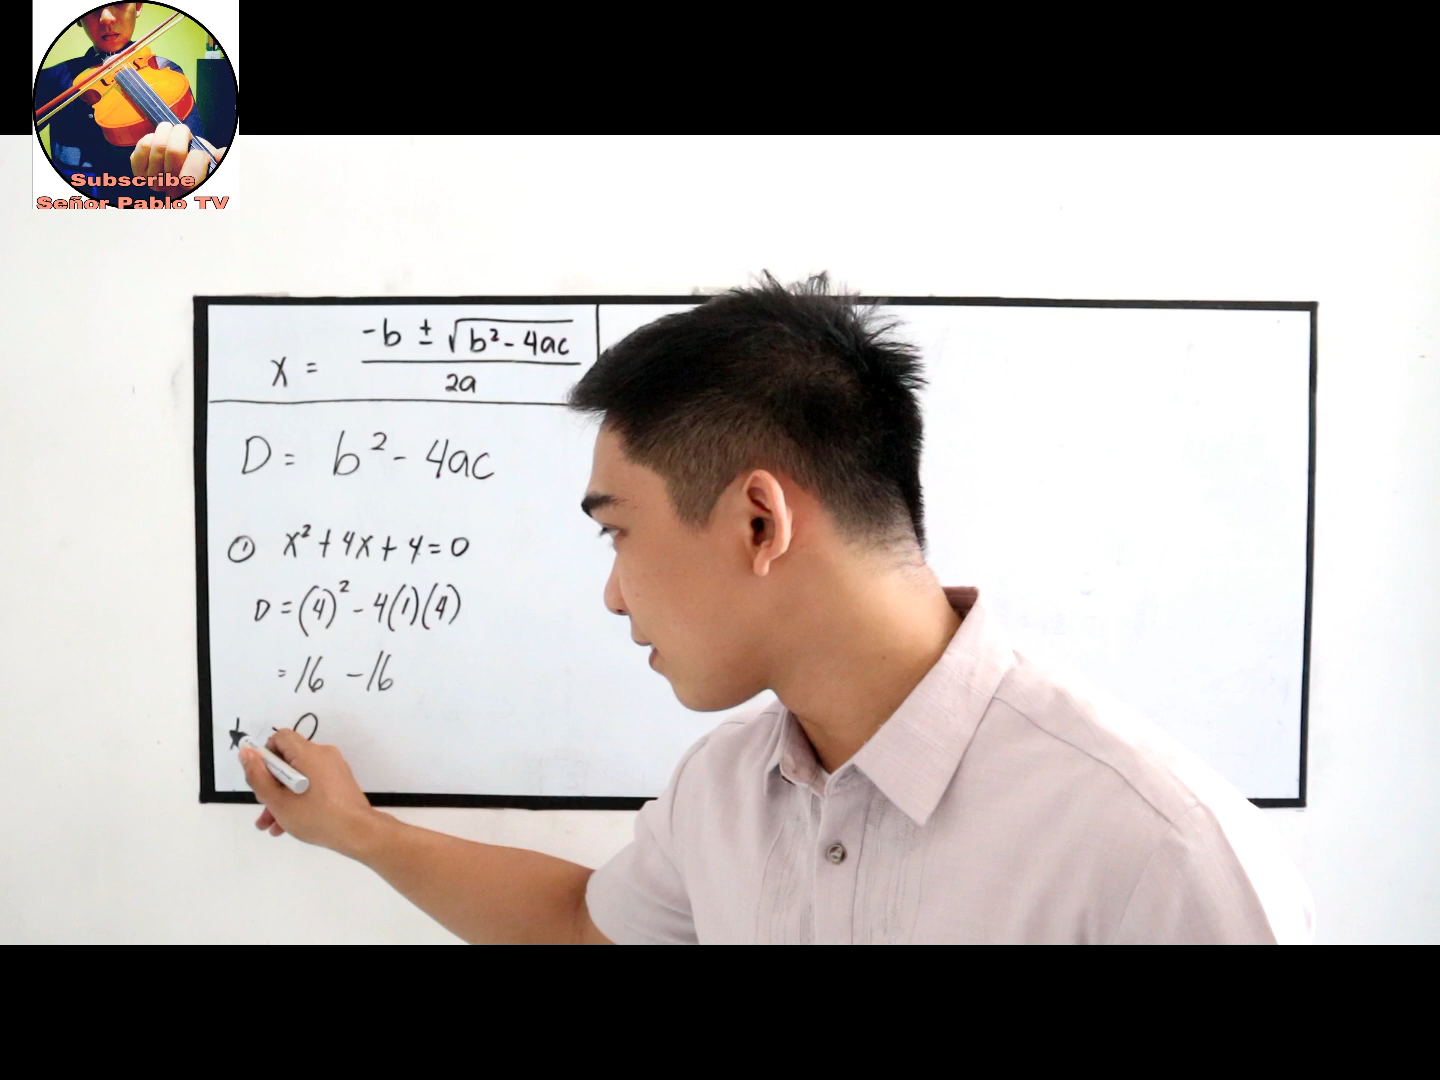 Subscribe
Señor Pablo TV
x = -b ± √b² - 4ac / 2a
D = b² - 4ac
① x² + 4x + 4 = 0
D = (4)² - 4(1)(4)
= 16 - 16
0